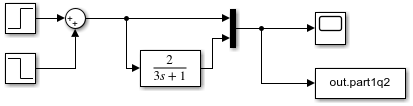 +
+
2
3s + 1
out.part1q2